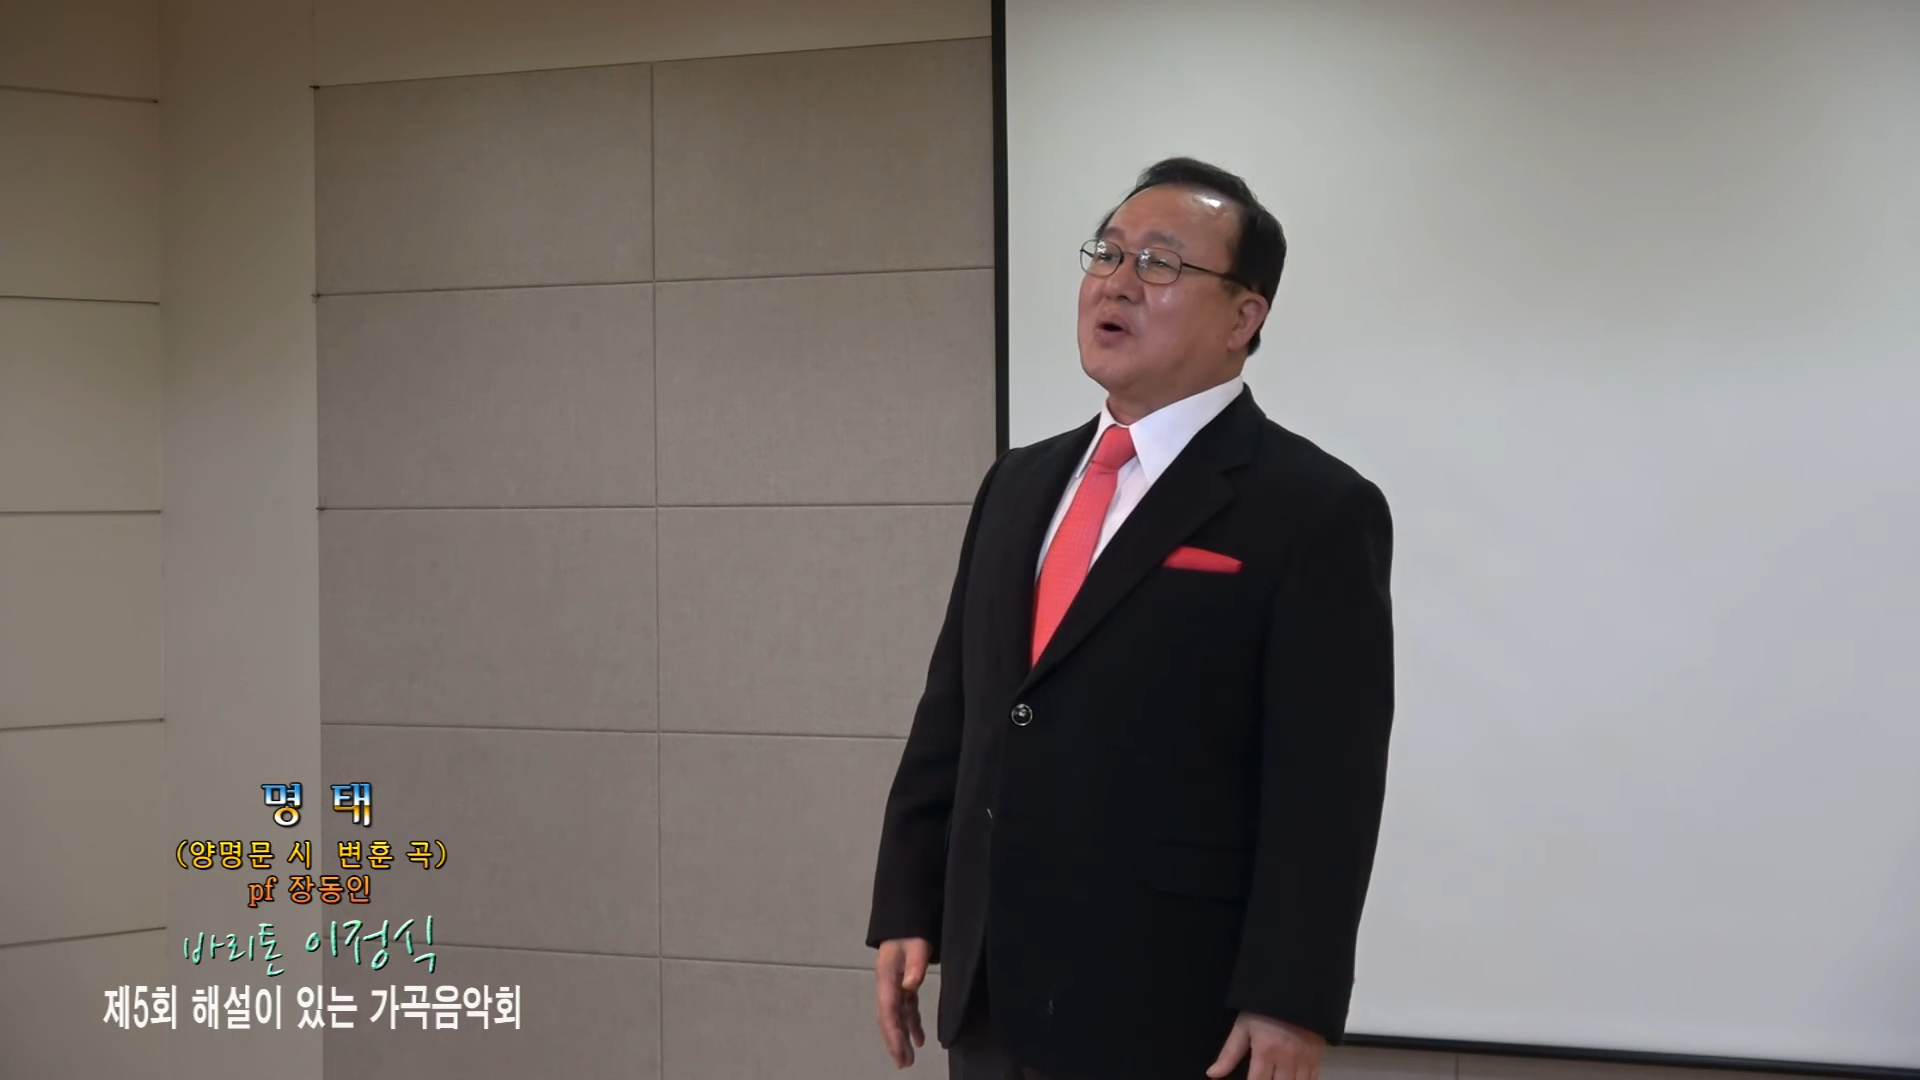 명 태
(양명문 시 변훈 곡)
pf 장동인
바리톤 이정식
제5회 해설이 있는 가곡음악회